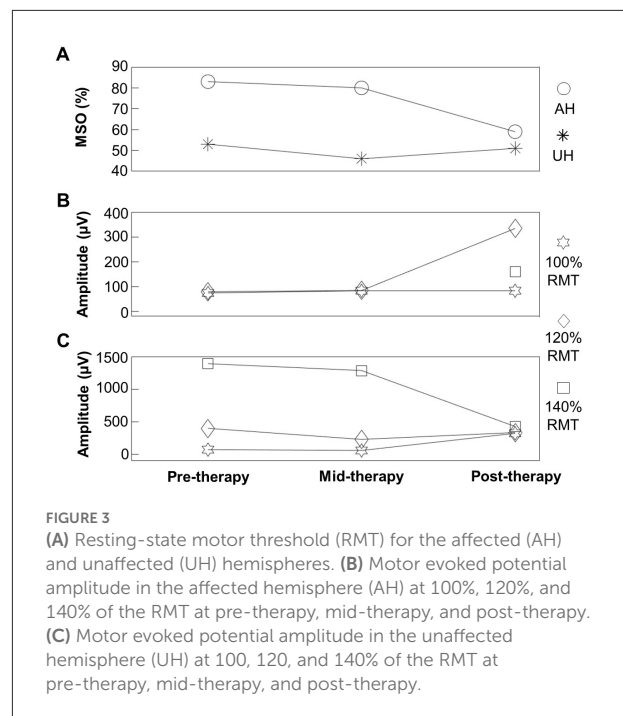 A
90
80
70
60
50
40
MSO (%)
AH
UH
B
400
300
200
100
0
Amplitude (µV)
100%
RMT
120%
RMT
C
1500
1000
500
0
Amplitude (µV)
140%
RMT
Pre-therapy Mid-therapy Post-therapy
FIGURE 3
(A) Resting-state motor threshold (RMT) for the affected (AH)
and unaffected (UH) hemispheres. (B) Motor evoked potential
amplitude in the affected hemisphere (AH) at 100%, 120%, and
140% of the RMT at pre-therapy, mid-therapy, and post-therapy.
(C) Motor evoked potential amplitude in the unaffected
hemisphere (UH) at 100, 120, and 140% of the RMT at
pre-therapy, mid-therapy, and post-therapy.